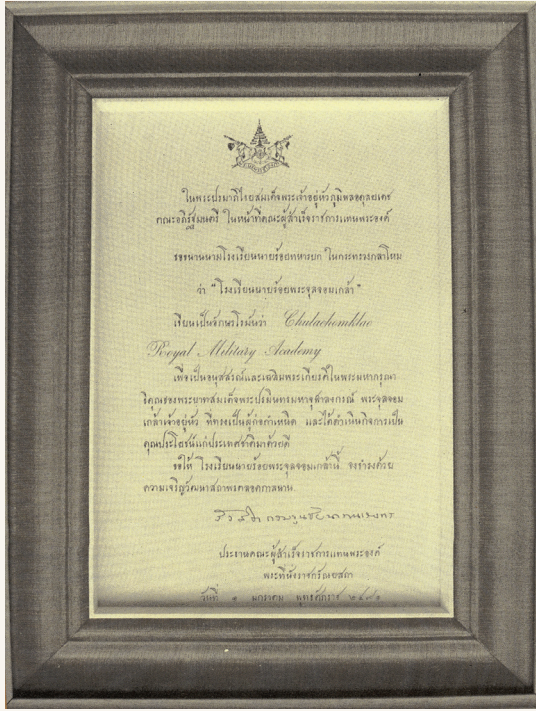 ในพระปรมาภิไธยสมเด็จพระเจ้าอยู่หัวภูมิพลอดุลยเดช
คณะอภิรัฐมนตรี ในหน้าที่คณะผู้สำเร็จราชการแทนพระองค์
ขอขนานนามโรงเรียนนายร้อยทหารบก ในกระทรวงกลาโหม
ว่า "โรงเรียนนายร้อยพระจุลจอมเกล้า"
เขียนเป็นอักษรโรมันว่า Chulachomklao
Royal Military Academy
เพื่อเป็นอนุสสรณ์และเฉลิมพระเกียรติในพระมหากรุณา
ธิคุณของพระบาทสมเด็จพระปรมินทรมหาจุฬาลงกรณ์ พระจุลจอม
เกล้าเจ้าอยู่หัว ที่ทรงเป็นผู้ก่อกำเหนิด และได้ดำเนินกิจการเป็น
คุณประโยชน์แก่ประเทศชาติมาด้วยดี
ขอให้ โรงเรียนนายร้อยพระจุลจอมเกล้านี้ จงธำรงด้วย
ความเจริญวัฒนาสถาพรตลอดกาลนาน
ประธานคณะผู้สำเร็จราชการแทนพระองค์
พระที่นั่งราชกรัณยสภา
วันที่ ๑ มกราคม พุทธศักราช ๒๔๙๑